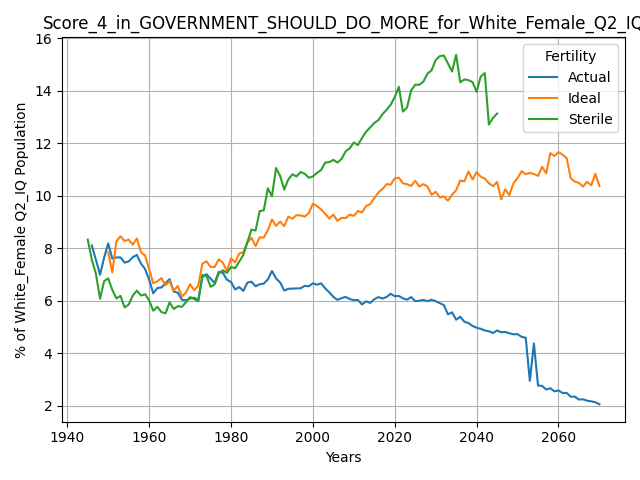 Score_4_in_GOVERNMENT_SHOULD_DO_MORE_for_White_Female_Q2_IQ
Fertility
Actual
Ideal
Sterile
% of White_Female Q2_IQ Population
16
14
12
10
8
6
4
2
1940 1960 1980 2000 2020 2040 2060
Years